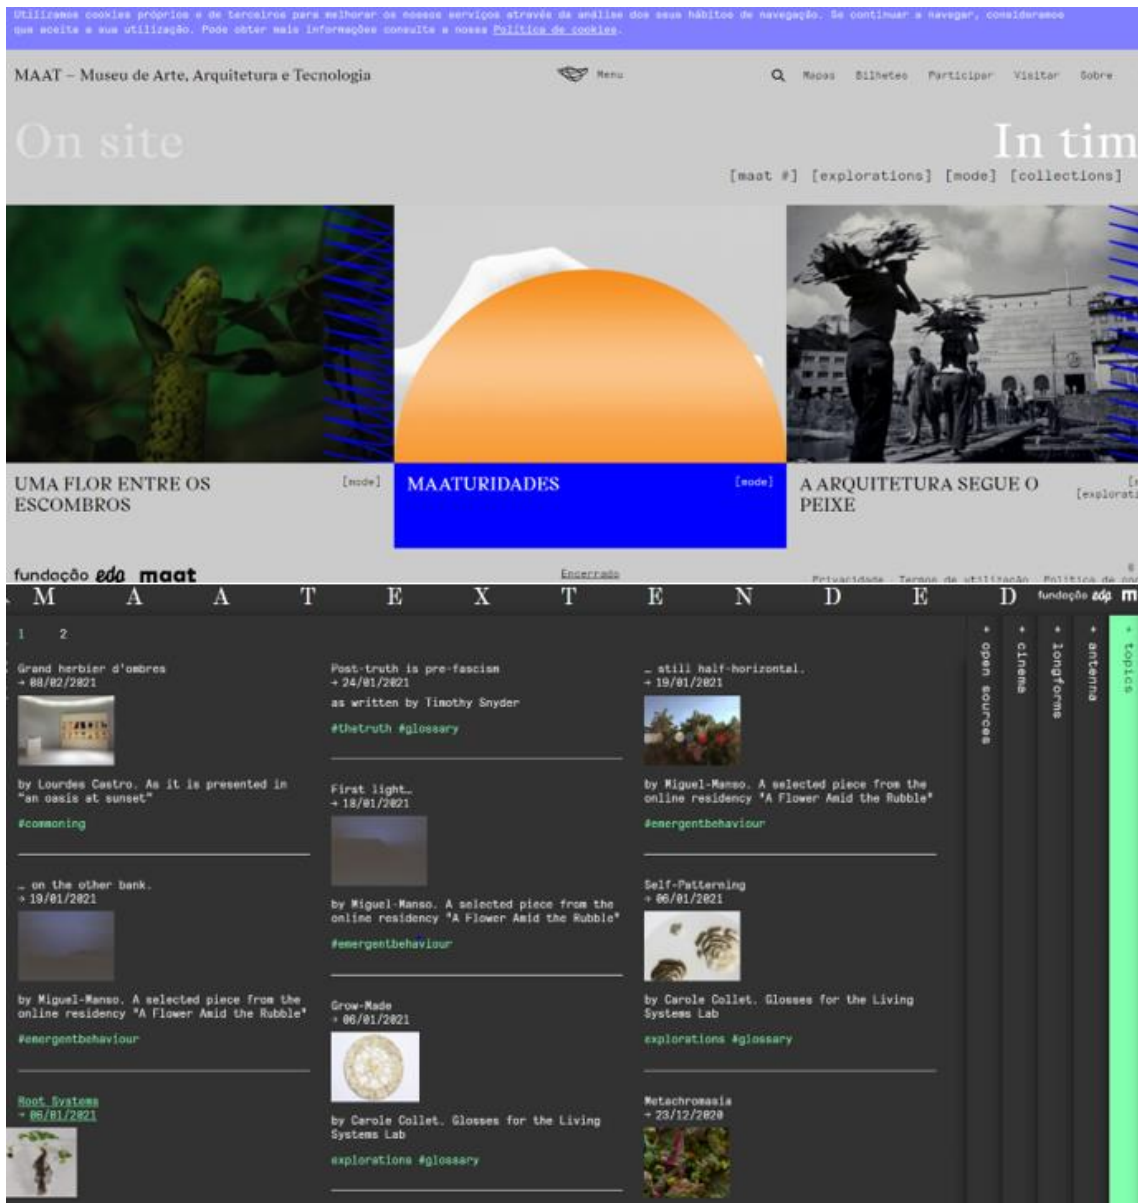 Utilizamos cookies próprios e de terceiros para melhorar os nossos serviços através da análise dos seus hábitos de navegação. Se continuar a navegar, consideramos
que aceita a sua utilização. Pode obter mais informações consulte a nossa Política de cookies.
MAAT – Museu de Arte, Arquitetura e Tecnologia
Menu
Mapas Bilhetes Participar Visitar Sobre
On site
In tim
[maat #] [explorations] [mode] [collections]
UMA FLOR ENTRE OS
ESCOMBROS
[mode]
MAATURIDADES
[mode]
A ARQUITETURA SEGUE O
PEIXE
[explorati
fundação edp maat
Encerrado
Privacidade Termos de utilização Política de
M A A T E X T E N D E D
fundação edp m
1 2
Grand herbier d'ombres
→ 08/02/2021
by Lourdes Castro. As it is presented in
"an oasis at sunset"
#commoning
… on the other bank.
→ 19/01/2021
by Miguel-Manso. A selected piece from the
online residency "A Flower Amid the Rubble"
#emergentbehaviour
Root Systems
→ 06/01/2021
Post-truth is pre-fascism
→ 24/01/2021
as written by Timothy Snyder
#thetruth #glossary
First light…
→ 18/01/2021
by Miguel-Manso. A selected piece from the
online residency "A Flower Amid the Rubble"
#emergentbehaviour
Grow-Made
→ 06/01/2021
by Carole Collet. Glosses for the Living
Systems Lab
explorations #glossary
… still half-horizontal.
→ 19/01/2021
by Miguel-Manso. A selected piece from the
online residency "A Flower Amid the Rubble"
#emergentbehaviour
Self-Patterning
→ 06/01/2021
by Carole Collet. Glosses for the Living
Systems Lab
explorations #glossary
Metachromasia
→ 23/12/2020
+ open sources
+ cinema
+ longforms
+ antenna
+ topics